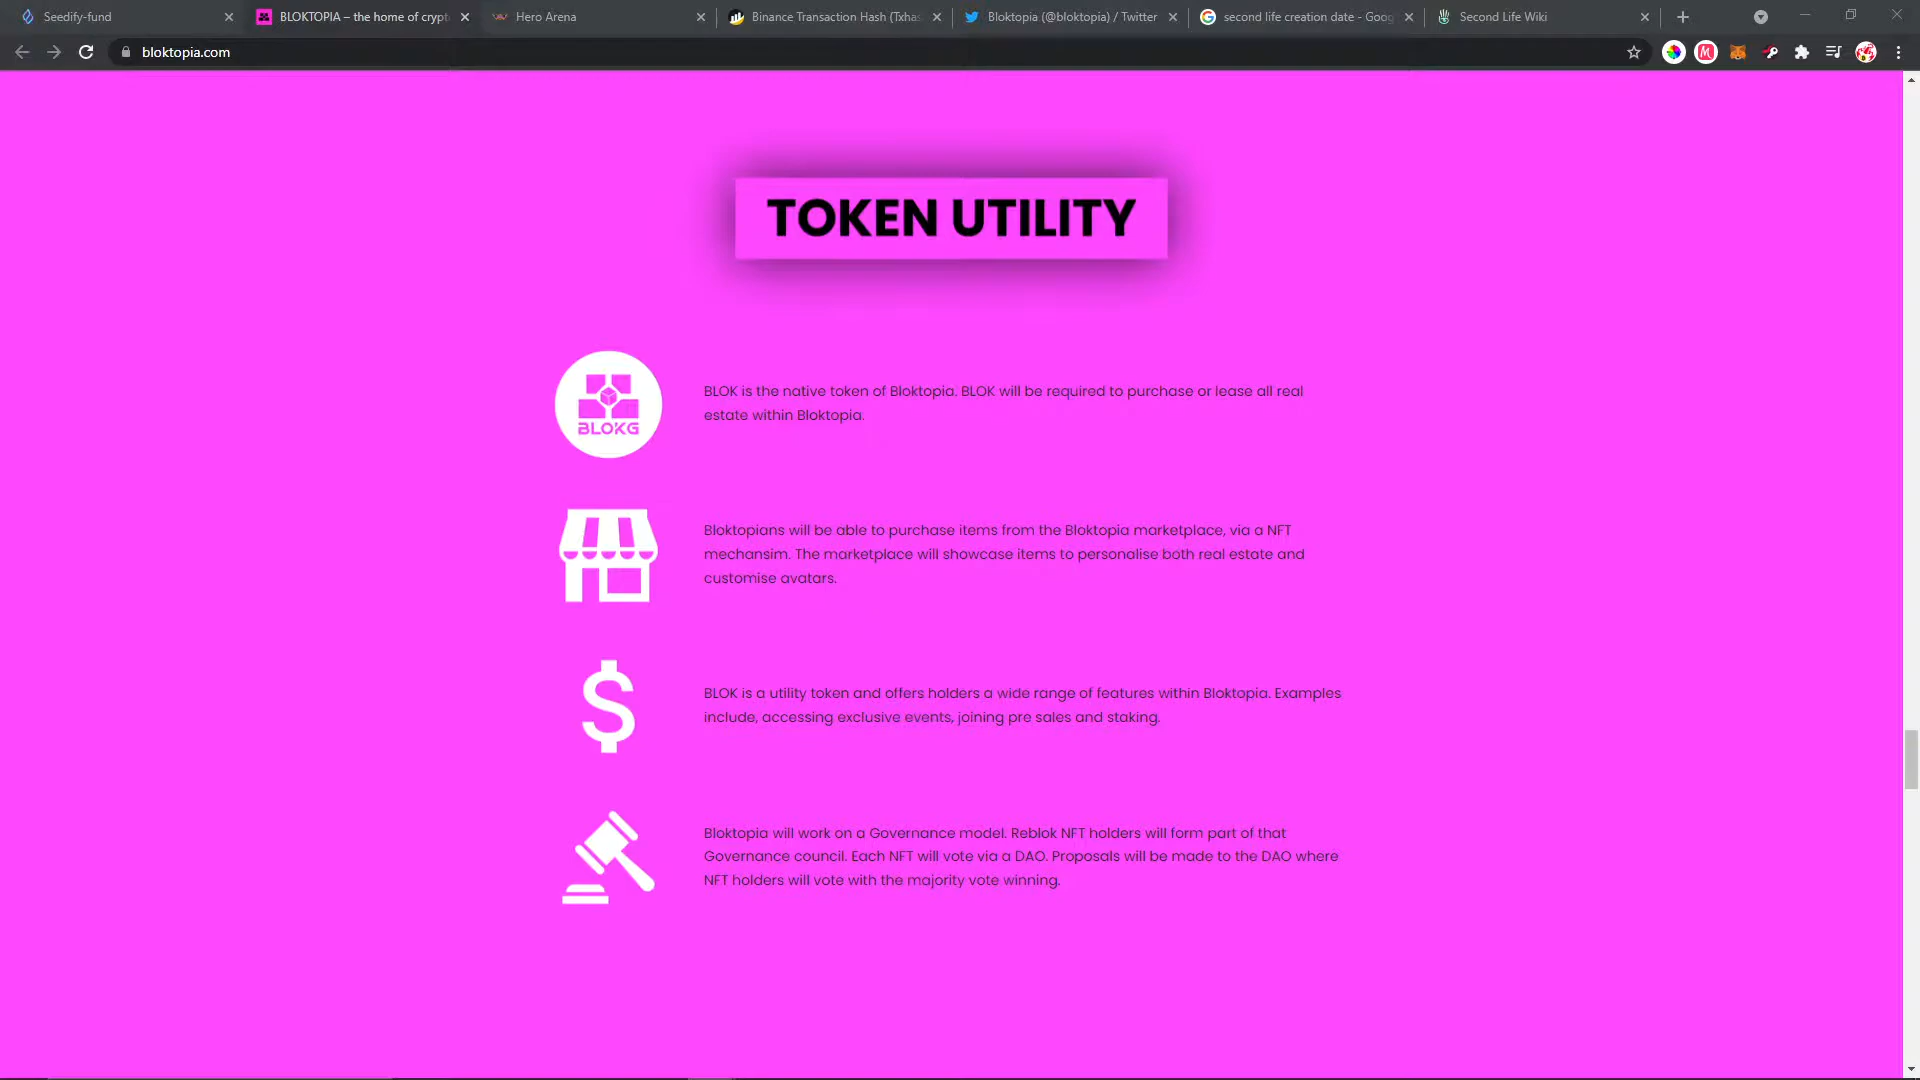 Seedify-fund
BLOKTOPIA – the home of crypt
Hero Arena
Binance Transaction Hash (Txhas
Bloktopia (@bloktopia) / Twitter
second life creation date - Goog
Second Life Wiki
bloktopia.com
TOKEN UTILITY
BLOKG
BLOK is the native token of Bloktopia. BLOK will be required to purchase or lease all real
estate within Bloktopia.
Bloktopians will be able to purchase items from the Bloktopia marketplace, via a NFT
mechansim. The marketplace will showcase items to personalise both real estate and
customise avatars.
$
BLOK is a utility token and offers holders a wide range of features within Bloktopia. Examples
include, accessing exclusive events, joining pre sales and staking.
Bloktopia will work on a Governance model. Reblok NFT holders will form part of that
Governance council. Each NFT will vote via a DAO. Proposals will be made to the DAO where
NFT holders will vote with the majority vote winning.